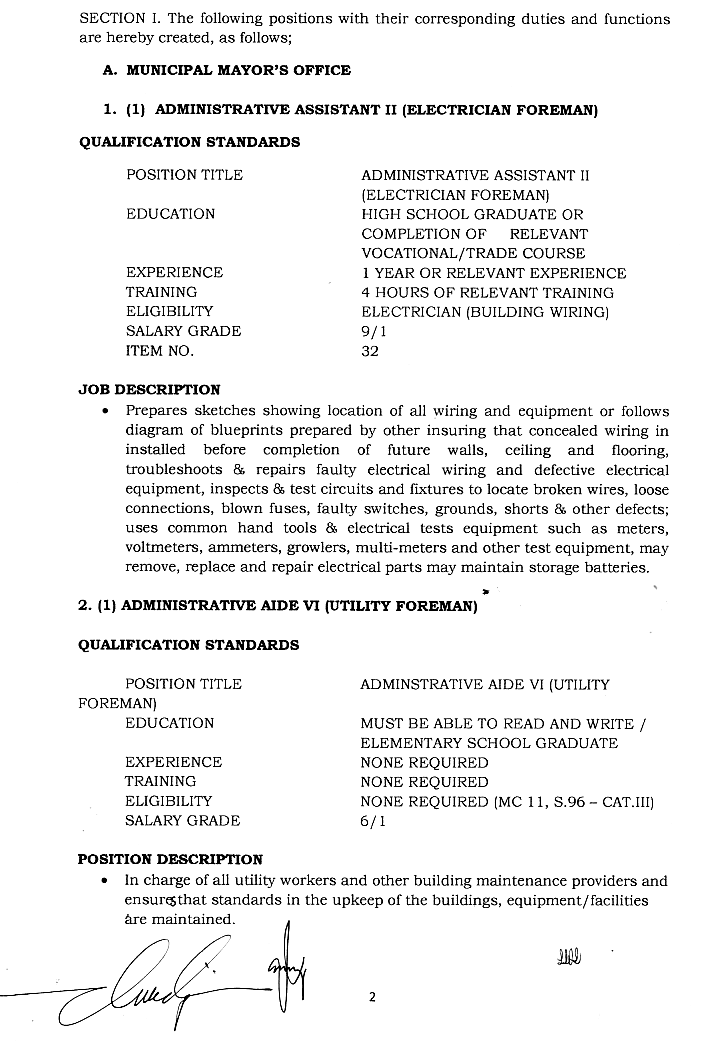 SECTION I. The following positions with their corresponding duties and functions
are hereby created, as follows;
A. MUNICIPAL MAYOR'S OFFICE
1. (1) ADMINISTRATIVE ASSISTANT II (ELECTRICIAN FOREMAN)
QUALIFICATION STANDARDS
POSITION TITLE ADMINISTRATIVE ASSISTANT II
(ELECTRICIAN FOREMAN)
EDUCATION HIGH SCHOOL GRADUATE OR
COMPLETION OF RELEVANT
VOCATIONAL/TRADE COURSE
EXPERIENCE 1 YEAR OR RELEVANT EXPERIENCE
TRAINING 4 HOURS OF RELEVANT TRAINING
ELIGIBILITY ELECTRICIAN (BUILDING WIRING)
SALARY GRADE 9/1
ITEM NO. 32
JOB DESCRIPTION
• Prepares sketches showing location of all wiring and equipment or follows
diagram of blueprints prepared by other insuring that concealed wiring in
installed before completion of future walls, ceiling and flooring,
troubleshoots & repairs faulty electrical wiring and defective electrical
equipment, inspects & test circuits and fixtures to locate broken wires, loose
connections, blown fuses, faulty switches, grounds, shorts & other defects;
uses common hand tools & electrical tests equipment such as meters,
voltmeters, ammeters, growlers, multi-meters and other test equipment, may
remove, replace and repair electrical parts may maintain storage batteries.
2. (1) ADMINISTRATIVE AIDE VI (UTILITY FOREMAN)
QUALIFICATION STANDARDS
POSITION TITLE ADMINSTRATIVE AIDE VI (UTILITY
FOREMAN)
EDUCATION MUST BE ABLE TO READ AND WRITE /
ELEMENTARY SCHOOL GRADUATE
EXPERIENCE NONE REQUIRED
TRAINING NONE REQUIRED
ELIGIBILITY NONE REQUIRED (MC 11, S.96 – CAT.III)
SALARY GRADE 6/1
POSITION DESCRIPTION
• In charge of all utility workers and other building maintenance providers and
ensures that standards in the upkeep of the buildings, equipment/facilities
are maintained.
2